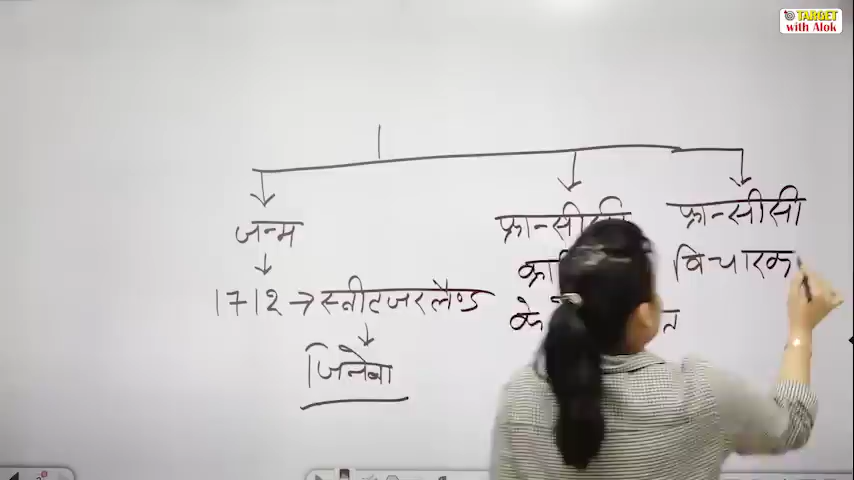 TARGET
with Alok
जन्म
1712 → स्वीटजरलैण्ड
जिनेवा
फ्रान्सीसी
के
त
फ्रान्सीसी
विचारक